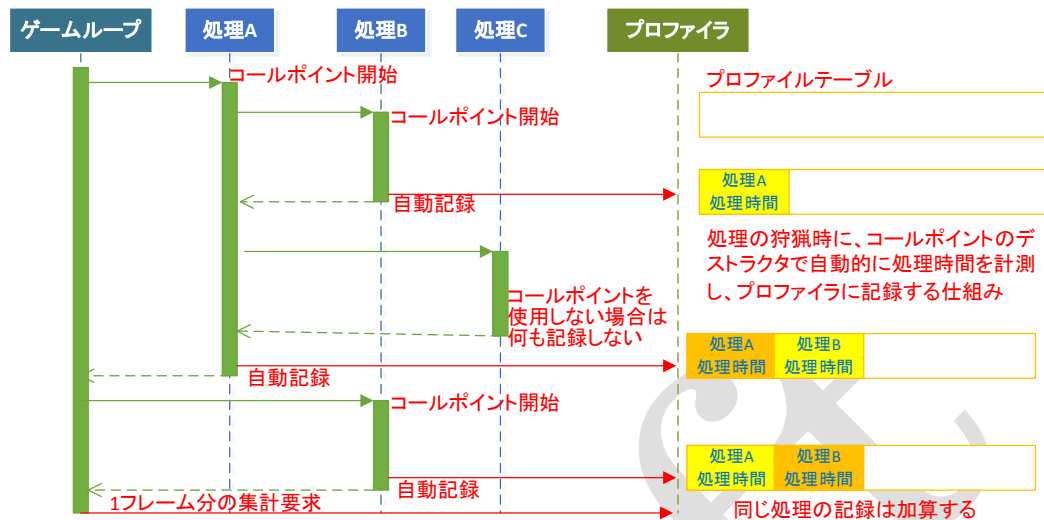 ゲームループ
処理A
処理B
処理C
プロファイラ
コールポイント開始
プロファイルテーブル
コールポイント開始
処理A
処理時間
自動記録
処理の狩猟時に、コールポイントのデ
ストラクタで自動的に処理時間を計測
し、プロファイラに記録する仕組み
コールポイントを
使用しない場合は
何も記録しない
処理A
処理時間
処理B
処理時間
自動記録
コールポイント開始
処理A
処理時間
処理B
処理時間
自動記録
1フレーム分の集計要求
同じ処理の記録は加算する